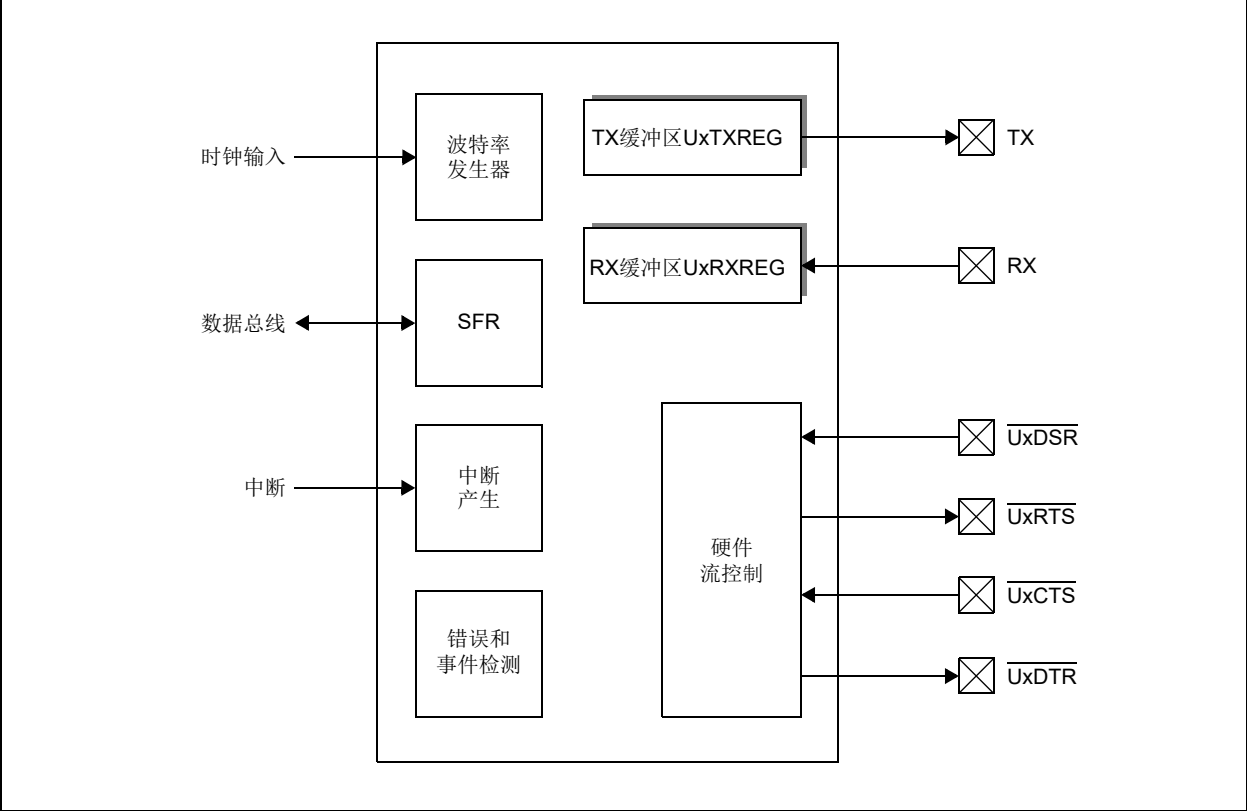 时钟输入
波特率
发生器
TX缓冲区UxTXREG
TX
RX缓冲区UxRXREG
RX
数据总线
SFR
中断
中断
产生
错误和
事件检测
硬件
流控制
UxDSR
UxRTS
UxCTS
UxDTR